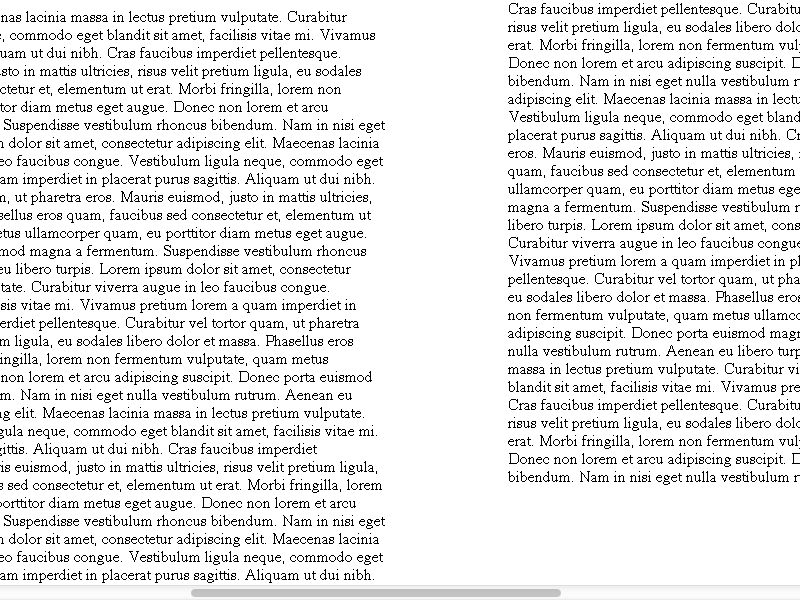 nas lacinia massa in lectus pretium vulputate. Curabitur
, commodo eget blandit sit amet, facilisis vitae mi. Vivamus
uam ut dui nibh. Cras faucibus imperdiet pellentesque.
sto in mattis ultricies, risus velit pretium ligula, eu sodales
ctetur et, elementum ut erat. Morbi fringilla, lorem non
tor diam metus eget augue. Donec non lorem et arcu
Suspendisse vestibulum rhoncus bibendum. Nam in nisi eget
dolor sit amet, consectetur adipiscing elit. Maecenas lacinia
eo faucibus congue. Vestibulum ligula neque, commodo eget
am imperdiet in placerat purus sagittis. Aliquam ut dui nibh.
, ut pharetra eros. Mauris euismod, justo in mattis ultricies,
sellus eros quam, faucibus sed consectetur et, elementum ut
etus ullamcorper quam, eu porttitor diam metus eget augue.
mod magna a fermentum. Suspendisse vestibulum rhoncus
eu libero turpis. Lorem ipsum dolor sit amet, consectetur
tate. Curabitur viverra augue in leo faucibus congue.
sis vitae mi. Vivamus pretium lorem a quam imperdiet in
erdiet pellentesque. Curabitur vel tortor quam, ut pharetra
m ligula, eu sodales libero dolor et massa. Phasellus eros
ingilla, lorem non fermentum vulputate, quam metus
non lorem et arcu adipiscing suscipit. Donec porta euismod
m. Nam in nisi eget nulla vestibulum rutrum. Aenean eu
ng elit. Maecenas lacinia massa in lectus pretium vulputate.
gula neque, commodo eget blandit sit amet, facilisis vitae mi.
gittis. Aliquam ut dui nibh. Cras faucibus imperdiet
is euismod, justo in mattis ultricies, risus velit pretium ligula,
s sed consectetur et, elementum ut erat. Morbi fringilla, lorem
porttitor diam metus eget augue. Donec non lorem et arcu
Suspendisse vestibulum rhoncus bibendum. Nam in nisi eget
dolor sit amet, consectetur adipiscing elit. Maecenas lacinia
eo faucibus congue. Vestibulum ligula neque, commodo eget
am imperdiet in placerat purus sagittis. Aliquam ut dui nibh.
Cras faucibus imperdiet pellentesque. Curabitu
risus velit pretium ligula, eu sodales libero dolo
erat. Morbi fringilla, lorem non fermentum vulp
Donec non lorem et arcu adipiscing suscipit. D
bibendum. Nam in nisi eget nulla vestibulum r
adipiscing elit. Maecenas lacinia massa in lectu
Vestibulum ligula neque, commodo eget bland
placerat purus sagittis. Aliquam ut dui nibh. Cr
eros. Mauris euismod, justo in mattis ultricies,
quam, faucibus sed consectetur et, elementum
ullamcorper quam, eu porttitor diam metus ege
magna a fermentum. Suspendisse vestibulum r
libero turpis. Lorem ipsum dolor sit amet, cons
Curabitur viverra augue in leo faucibus congue
Vivamus pretium lorem a quam imperdiet in pl
pellentesque. Curabitur vel tortor quam, ut pha
eu sodales libero dolor et massa. Phasellus eros
non fermentum vulputate, quam metus ullamco
adipiscing suscipit. Donec porta euismod magn
nulla vestibulum rutrum. Aenean eu libero turp
massa in lectus pretium vulputate. Curabitur vi
blandit sit amet, facilisis vitae mi. Vivamus pre
Cras faucibus imperdiet pellentesque. Curabitu
risus velit pretium ligula, eu sodales libero dolo
erat. Morbi fringilla, lorem non fermentum vulp
Donec non lorem et arcu adipiscing suscipit. D
bibendum. Nam in nisi eget nulla vestibulum r